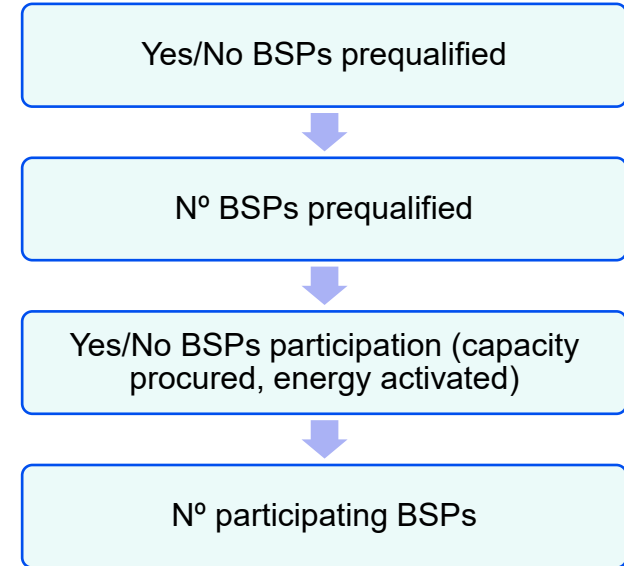 Yes/No BSPs prequalified
Nº BSPs prequalified
Yes/No BSPs participation (capacity
procured, energy activated)
Nº participating BSPs